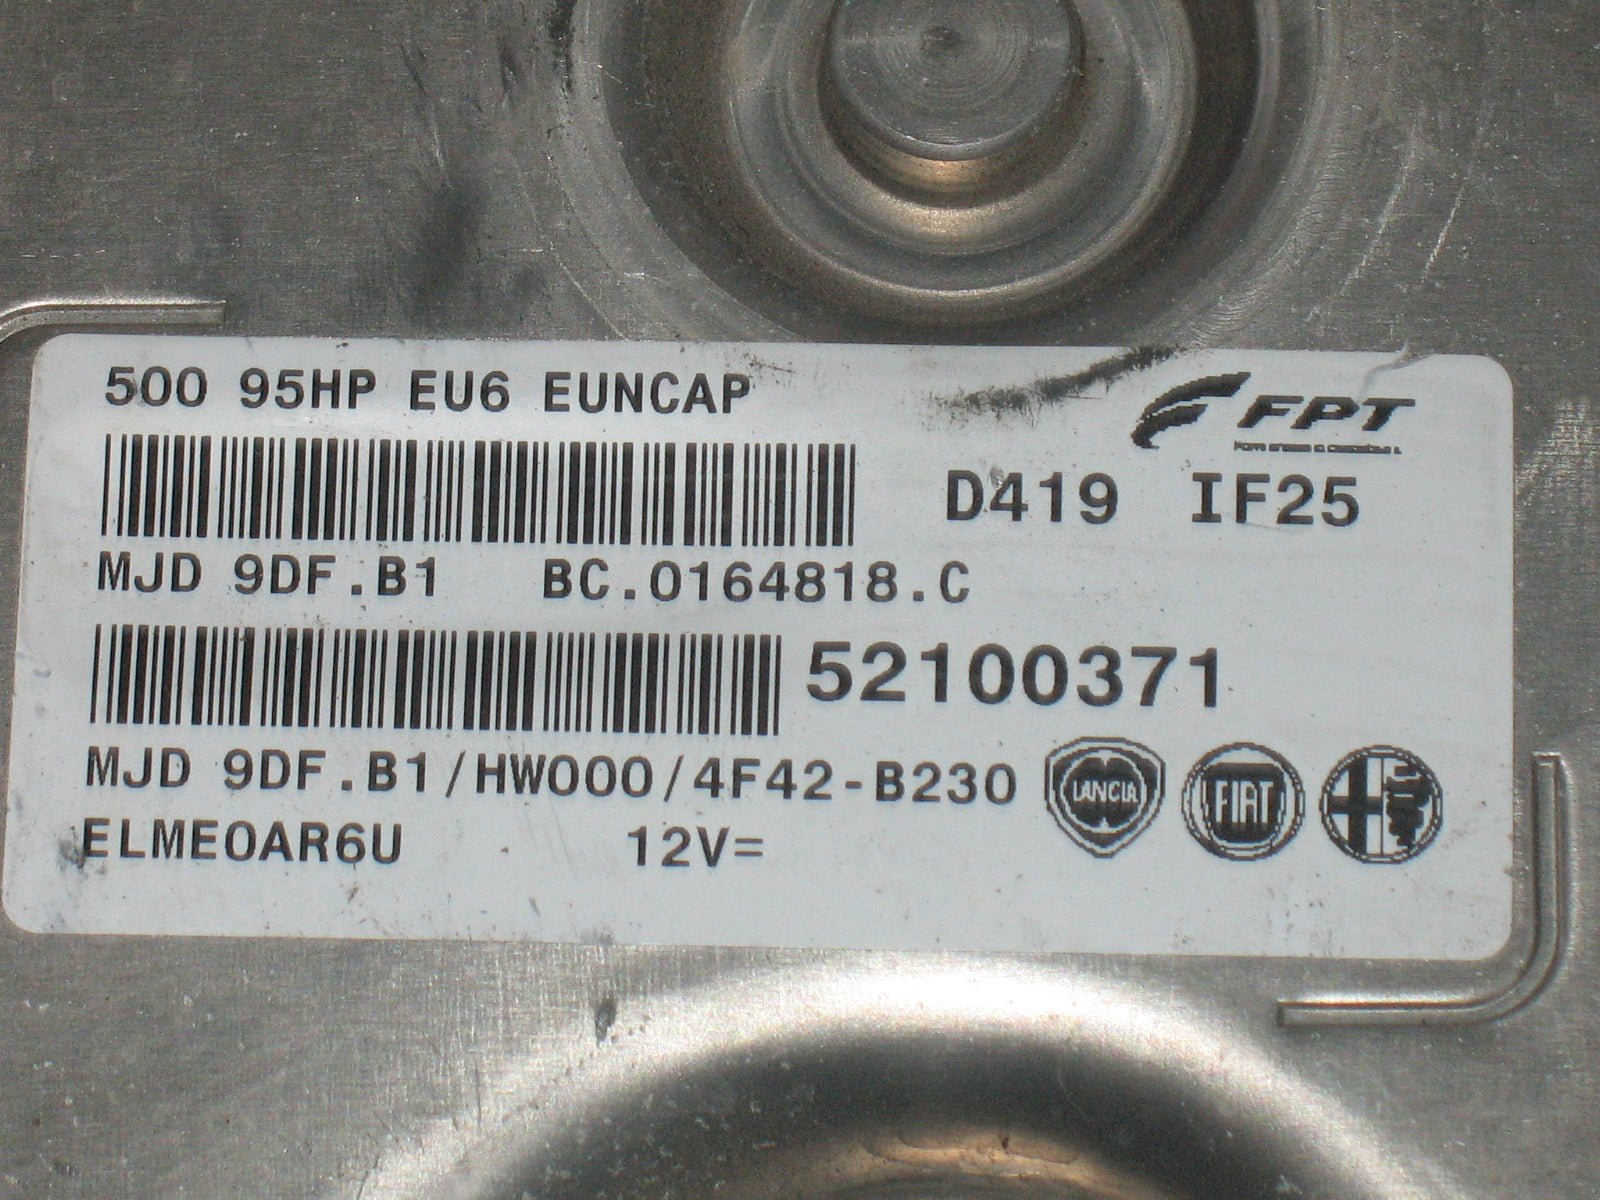 500 95HP EU6 EUNCAP
FPT
D419 IF25
MJD 9DF.B1 BC.0164818.C
52100371
MJD 9DF.B1/HW000/4F42-B230
LANCIA FIAT
ELME0AR6U 12V=